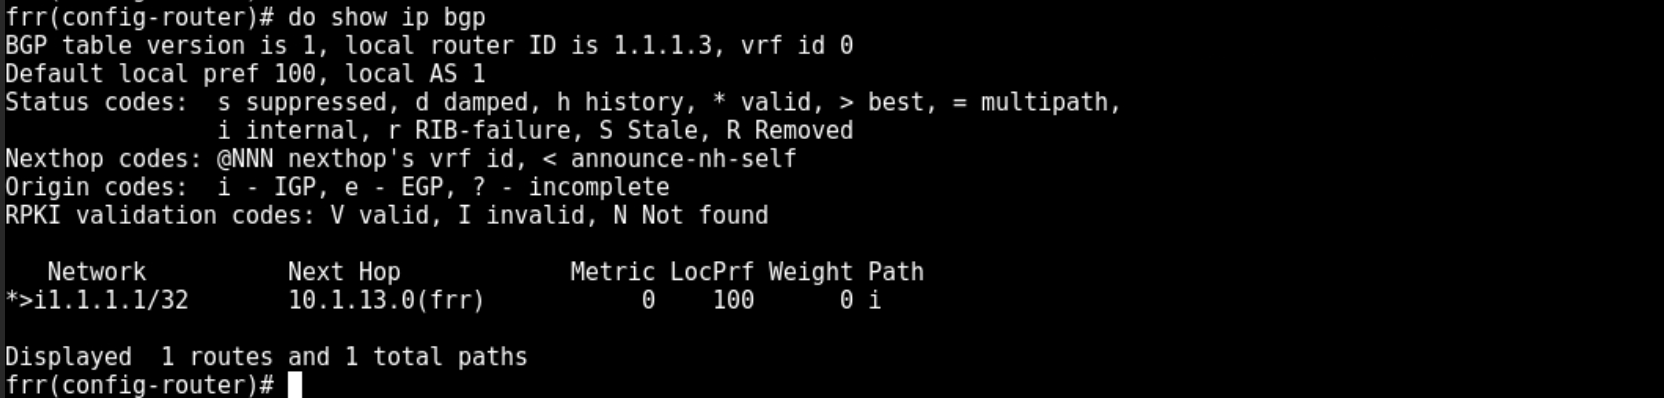 frr(config-router)# do show ip bgp
BGP table version is 1, local router ID is 1.1.1.3, vrf id 0
Default local pref 100, local AS 1
Status codes:  s suppressed, d damped, h history, * valid, > best, = multipath,
               i internal, r RIB-failure, S Stale, R Removed
Nexthop codes: @NNN nexthop's vrf id, < announce-nh-self
Origin codes:  i - IGP, e - EGP, ? - incomplete
RPKI validation codes: V valid, I invalid, N Not found

   Network          Next Hop            Metric LocPrf Weight Path
*>i1.1.1.1/32       10.1.13.0(frr)           0    100      0 i

Displayed  1 routes and 1 total paths
frr(config-router)#